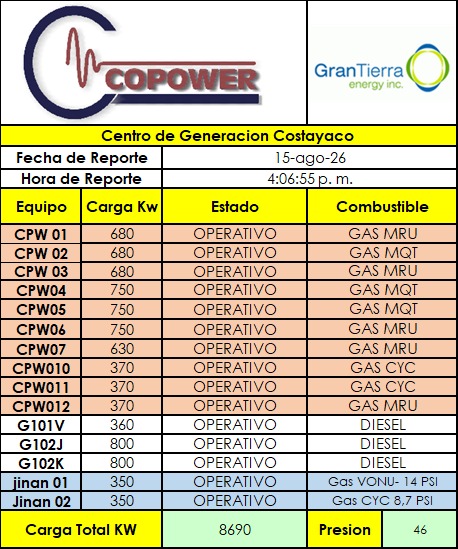 COPOWER
GranTierra
energy inc.
Centro de Generacion Costayaco
Fecha de Reporte 15-ago-26
Hora de Reporte 4:06:55 p. m.
Equipo Carga Kw Estado Combustible
CPW 01 680 OPERATIVO GAS MRU
CPW 02 680 OPERATIVO GAS MQT
CPW 03 680 OPERATIVO GAS MRU
CPW04 750 OPERATIVO GAS MQT
CPW05 750 OPERATIVO GAS MQT
CPW06 750 OPERATIVO GAS MRU
CPW07 630 OPERATIVO GAS MRU
CPW010 370 OPERATIVO GAS CYC
CPW011 370 OPERATIVO GAS CYC
CPW012 370 OPERATIVO GAS MRU
G101V 360 OPERATIVO DIESEL
G102J 800 OPERATIVO DIESEL
G102K 800 OPERATIVO DIESEL
jinan 01 350 OPERATIVO Gas VONU- 14 PSI
Jinan 02 350 OPERATIVO Gas CYC 8,7 PSI
Carga Total KW 8690 Presion 46